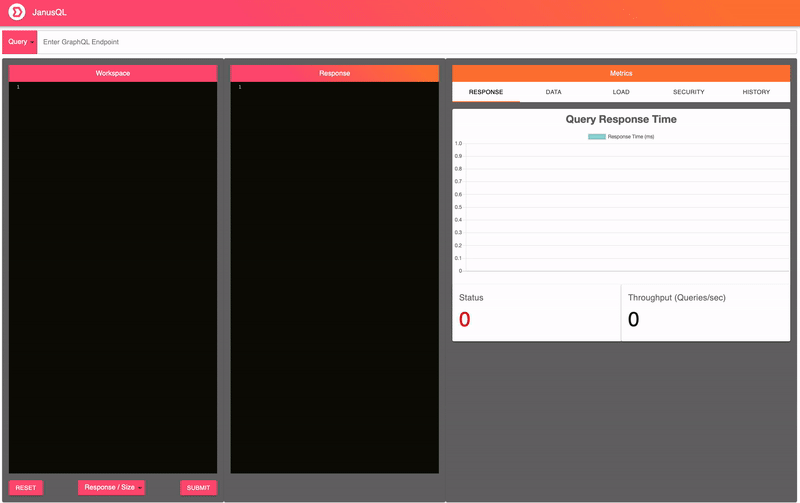 JanusQL
Query
Enter GraphQL Endpoint
Workspace
1
RESET
Response / Size
SUBMIT
Response
1
Metrics
RESPONSE
DATA
LOAD
SECURITY
HISTORY
Query Response Time
Response Time (ms)
1.0
0.9
0.8
0.7
0.6
0.5
0.4
0.3
0.2
0.1
0
Status
0
Throughput (Queries/sec)
0